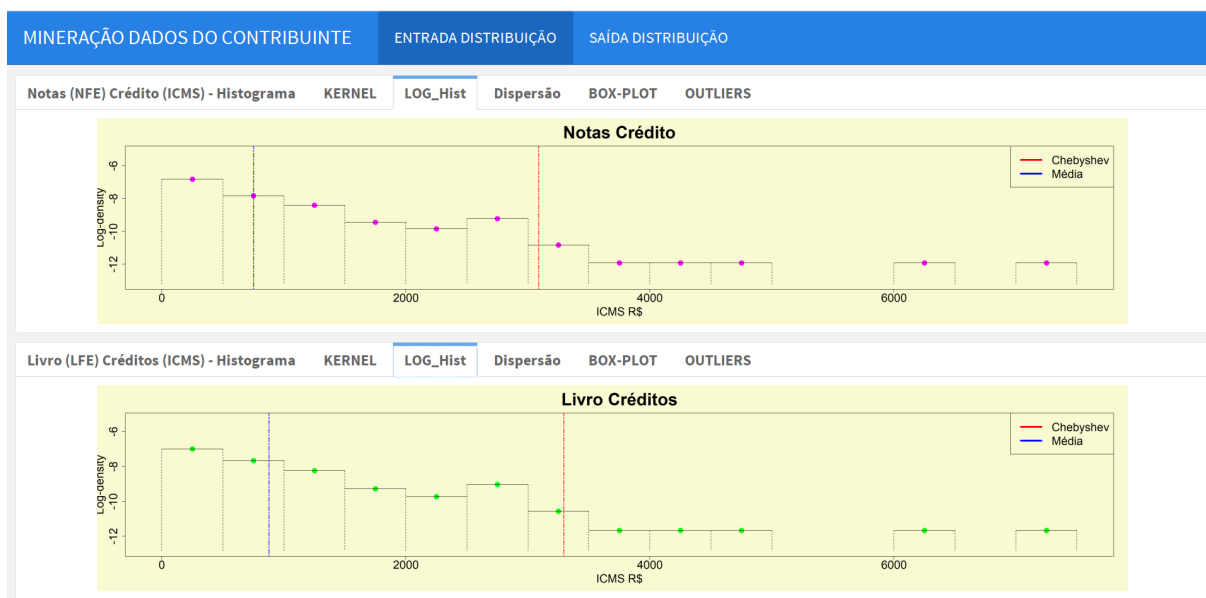 MINERAÇÃO DADOS DO CONTRIBUINTE ENTRADA DISTRIBUIÇÃO SAÍDA DISTRIBUIÇÃO
Notas (NFE) Crédito (ICMS) - Histograma KERNEL LOG_Hist Dispersão BOX-PLOT OUTLIERS
Notas Crédito
Chebyshev
Média
Log-density
-6
-8
-10
-12
0 2000 4000 6000
ICMS R$
Livro (LFE) Créditos (ICMS) - Histograma KERNEL LOG_Hist Dispersão BOX-PLOT OUTLIERS
Livro Créditos
Chebyshev
Média
Log-density
-6
-8
-10
-12
0 2000 4000 6000
ICMS R$